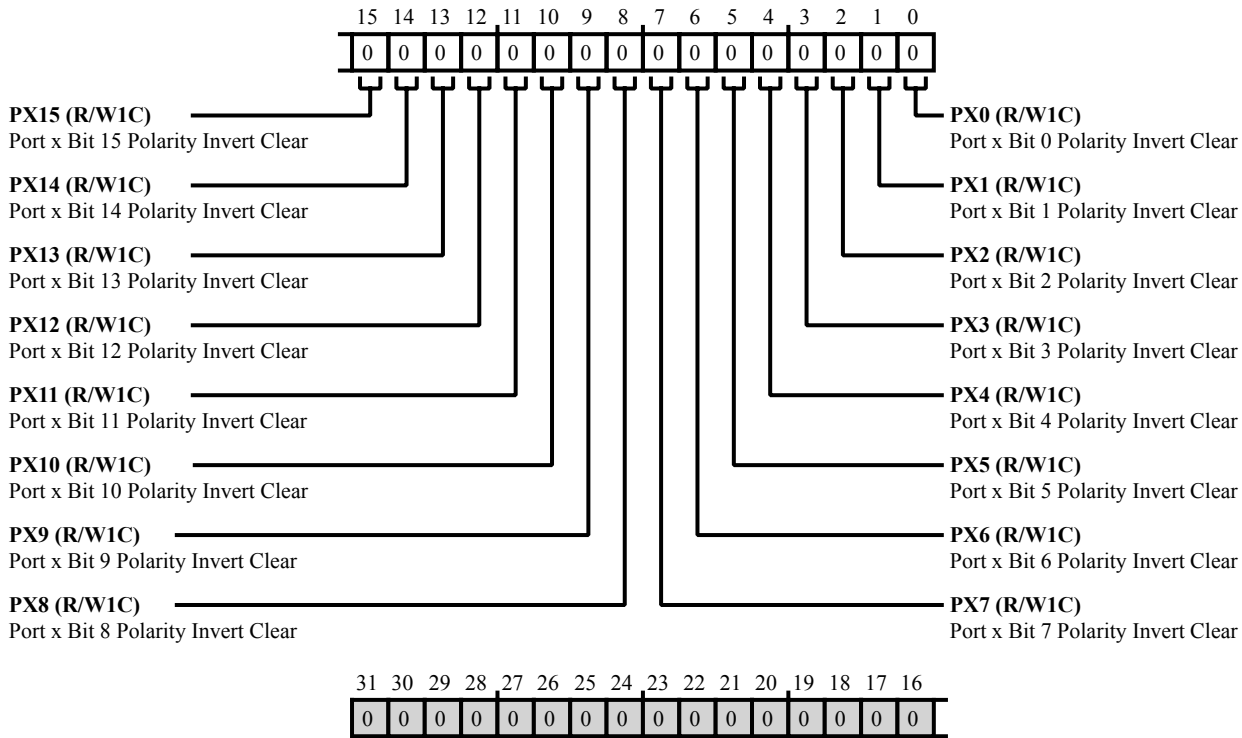 15 14 13 12 11 10 9 8 7 6 5 4 3 2 1 0
0 0 0 0 0 0 0 0 0 0 0 0 0 0 0 0
PX15 (R/W1C)
Port x Bit 15 Polarity Invert Clear
PX14 (R/W1C)
Port x Bit 14 Polarity Invert Clear
PX13 (R/W1C)
Port x Bit 13 Polarity Invert Clear
PX12 (R/W1C)
Port x Bit 12 Polarity Invert Clear
PX11 (R/W1C)
Port x Bit 11 Polarity Invert Clear
PX10 (R/W1C)
Port x Bit 10 Polarity Invert Clear
PX9 (R/W1C)
Port x Bit 9 Polarity Invert Clear
PX8 (R/W1C)
Port x Bit 8 Polarity Invert Clear
PX0 (R/W1C)
Port x Bit 0 Polarity Invert Clear
PX1 (R/W1C)
Port x Bit 1 Polarity Invert Clear
PX2 (R/W1C)
Port x Bit 2 Polarity Invert Clear
PX3 (R/W1C)
Port x Bit 3 Polarity Invert Clear
PX4 (R/W1C)
Port x Bit 4 Polarity Invert Clear
PX5 (R/W1C)
Port x Bit 5 Polarity Invert Clear
PX6 (R/W1C)
Port x Bit 6 Polarity Invert Clear
PX7 (R/W1C)
Port x Bit 7 Polarity Invert Clear
31 30 29 28 27 26 25 24 23 22 21 20 19 18 17 16
0 0 0 0 0 0 0 0 0 0 0 0 0 0 0 0